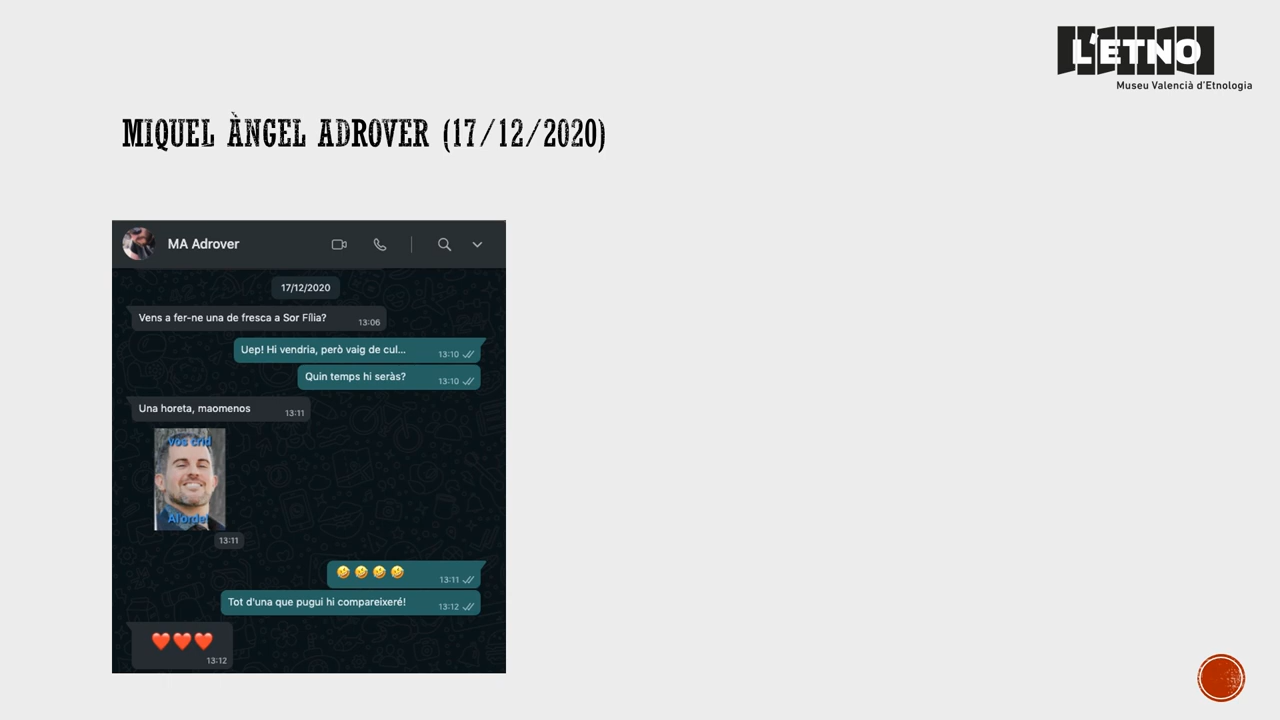 L'ETNO
Museu Valencià d'Etnologia
MIQUEL ÀNGEL ADROVER (17/12/2020)
MA Adrover
17/12/2020
Vens a fer-ne una de fresca a Sor Fília?
13:06
Uep! Hi vendria, però vaig de cul...
13:10
Quin temps hi seràs?
13:10
Una horeta, maomenos
13:11
Vos crid
Alorde!
13:11
🤣 🤣 🤣 🤣
13:11
Tot d'una que pugui hi compareixeré!
13:12
❤️❤️❤️
13:12